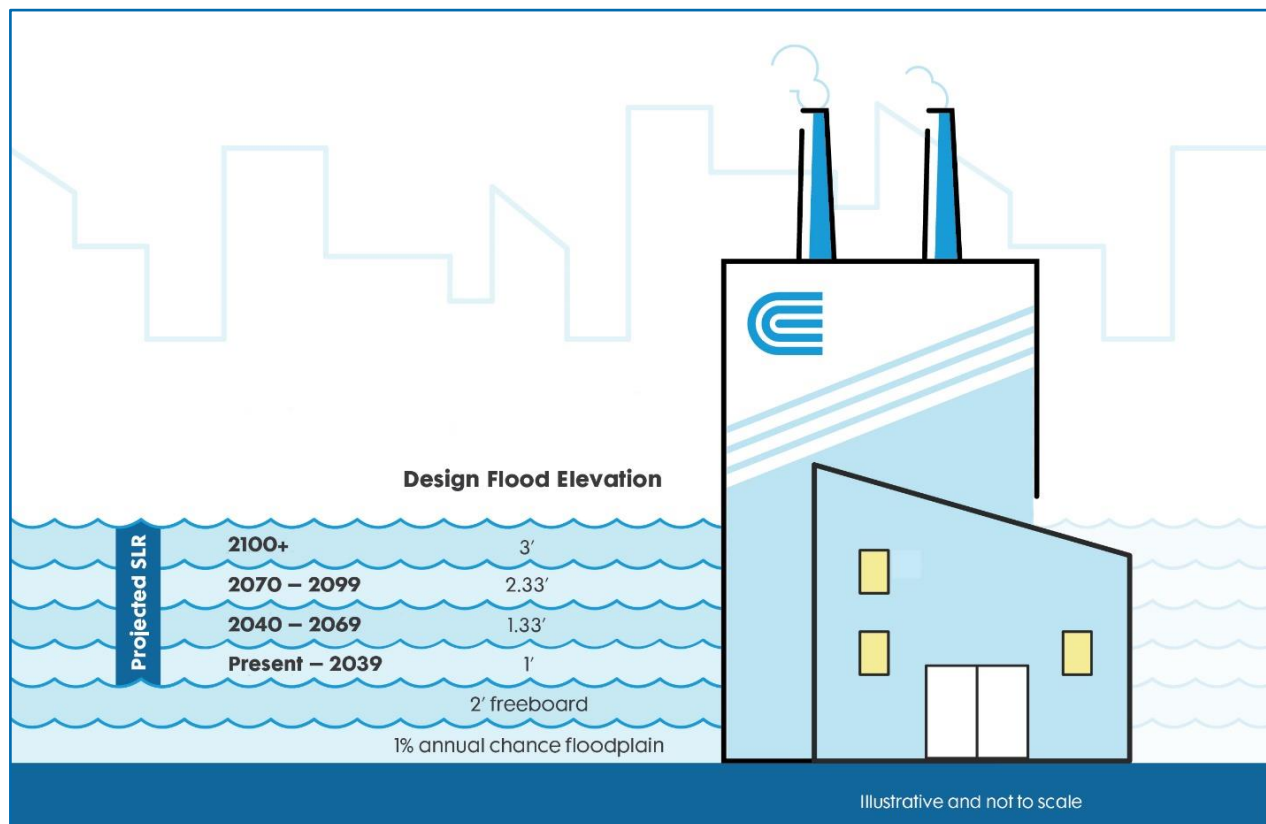 Design Flood Elevation
Projected SLR
2100+ 3′
2070 – 2099 2.33′
2040 – 2069 1.33′
Present – 2039 1′
2′ freeboard
1% annual chance floodplain
Illustrative and not to scale